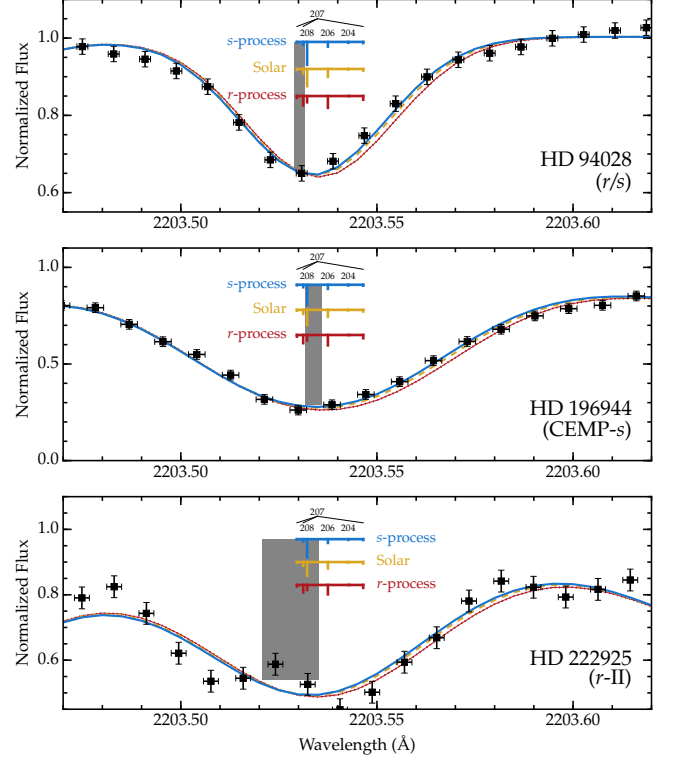 1.0
0.8
0.6
Normalized Flux
207
208 206 204
s-process
Solar
r-process
HD 94028
(r/s)
2203.50 2203.55 2203.60
1.0
0.5
0.0
Normalized Flux
207
208 206 204
s-process
Solar
r-process
HD 196944
(CEMP-s)
2203.50 2203.55 2203.60
1.0
0.8
0.6
Normalized Flux
207
208 206 204
s-process
Solar
r-process
HD 222925
(r-II)
2203.50 2203.55 2203.60
Wavelength (Å)